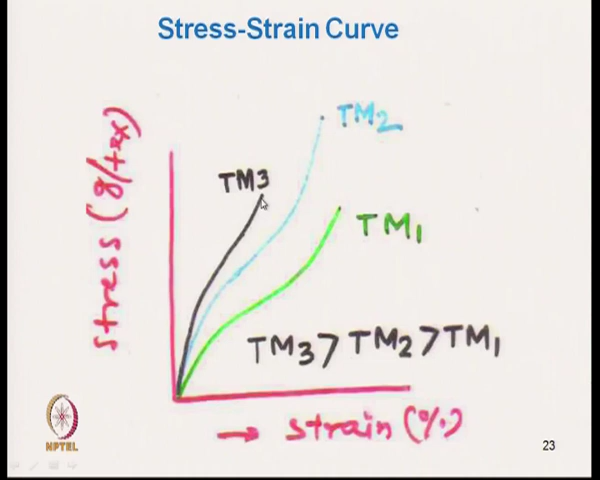 Stress-Strain Curve
TM2
TM3
TM1
Stress (g/tex)
TM3 > TM2 > TM1
→ Strain (%)
NPTEL
23